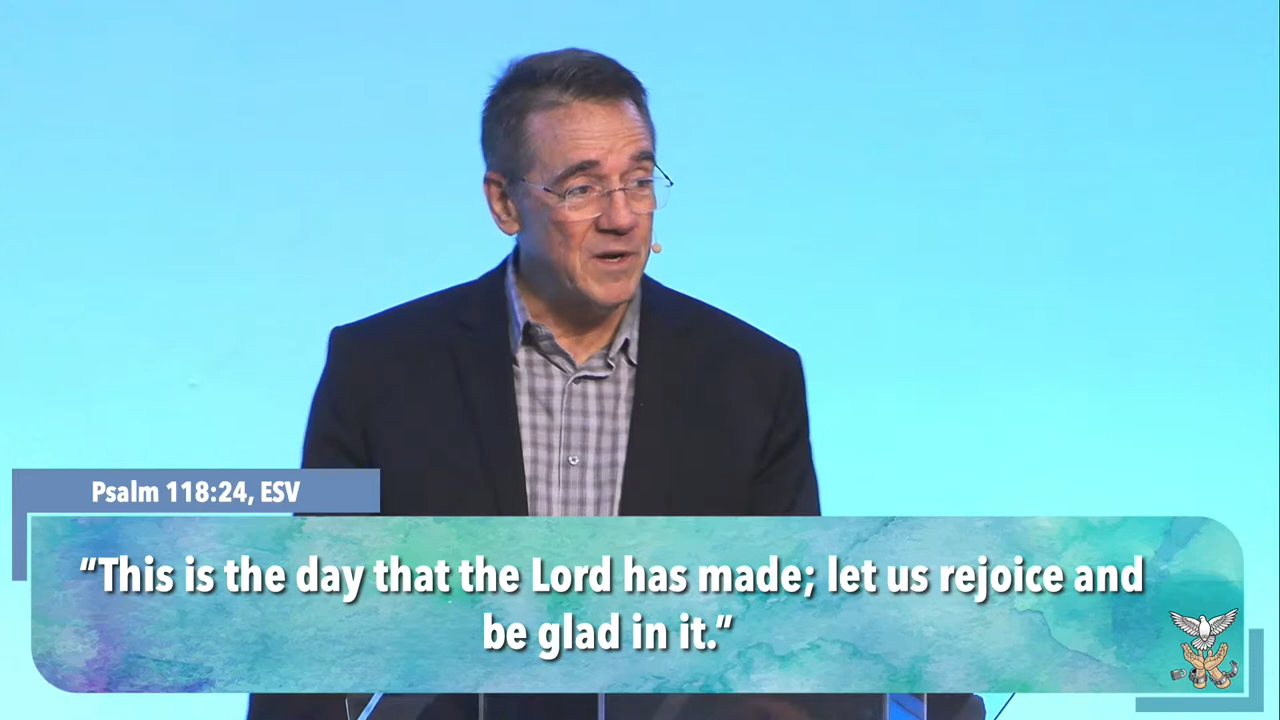 Psalm 118:24, ESV
"This is the day that the Lord has made; let us rejoice and
be glad in it."